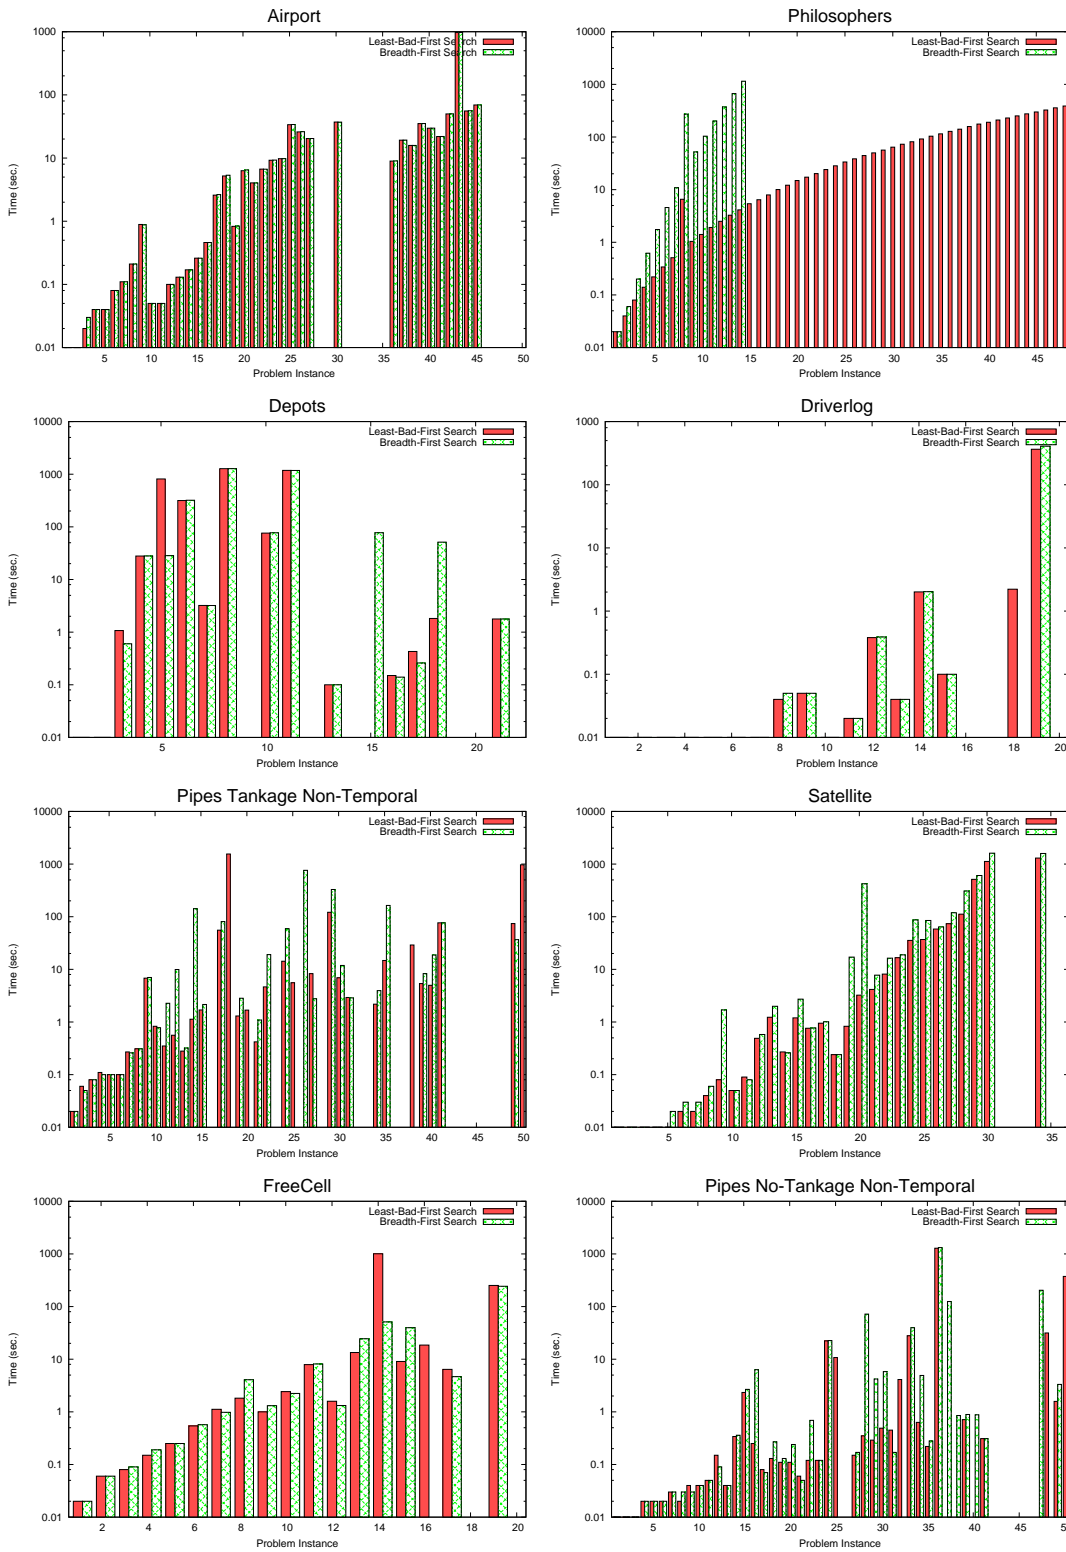 Airport
1000
100
10
1
0.1
0.01
Time (sec.)
Least-Bad-First Search
Breadth-First Search
5 10 15 20 25 30 35 40 45 50
Problem Instance
Philosophers
10000
1000
100
10
1
0.1
0.01
Time (sec.)
Least-Bad-First Search
Breadth-First Search
5 10 15 20 25 30 35 40 45
Problem Instance
Depots
10000
1000
100
10
1
0.1
0.01
Time (sec.)
Least-Bad-First Search
Breadth-First Search
5 10 15 20
Problem Instance
Driverlog
1000
100
10
1
0.1
0.01
Time (sec.)
Least-Bad-First Search
Breadth-First Search
2 4 6 8 10 12 14 16 18 20
Problem Instance
Pipes Tankage Non-Temporal
10000
1000
100
10
1
0.1
0.01
Time (sec.)
Least-Bad-First Search
Breadth-First Search
5 10 15 20 25 30 35 40 45 50
Problem Instance
Satellite
10000
1000
100
10
1
0.1
0.01
Time (sec.)
Least-Bad-First Search
Breadth-First Search
5 10 15 20 25 30 35
Problem Instance
FreeCell
10000
1000
100
10
1
0.1
0.01
Time (sec.)
Least-Bad-First Search
Breadth-First Search
2 4 6 8 10 12 14 16 18 20
Problem Instance
Pipes No-Tankage Non-Temporal
10000
1000
100
10
1
0.1
0.01
Time (sec.)
Least-Bad-First Search
Breadth-First Search
5 10 15 20 25 30 35 40 45 50
Problem Instance